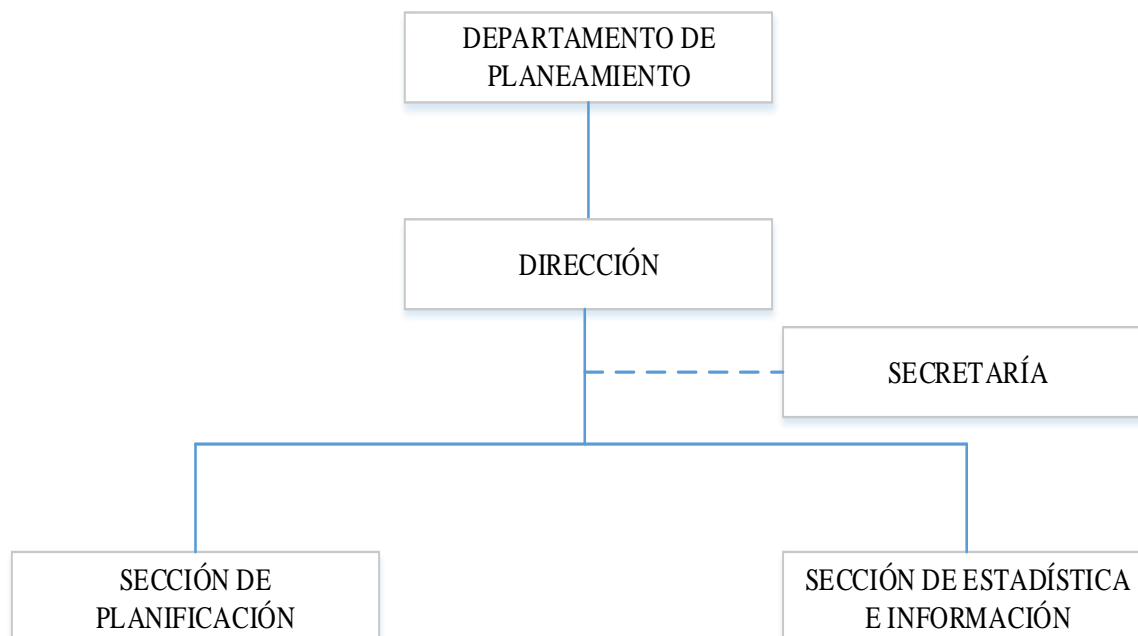 DEPARTAMENTO DE
PLANEAMIENTO
DIRECCIÓN
SECRETARÍA
SECCIÓN DE
PLANIFICACIÓN
SECCIÓN DE ESTADÍSTICA
E INFORMACIÓN